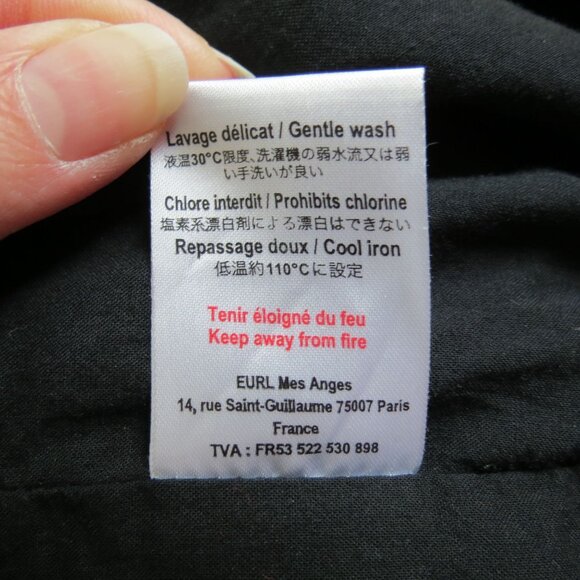 Lavage délicat / Gentle wash
液温30°C限度、洗濯機の弱水流又は弱
い手洗いが良い
Chlore interdit / Prohibits chlorine
塩素系漂白剤による漂白はできない
Repassage doux / Cool iron
低温約110°Cに設定
Tenir éloigné du feu
Keep away from fire
EURL Mes Anges
14, rue Saint-Guillaume 75007 Paris
France
TVA : FR53 522 530 898